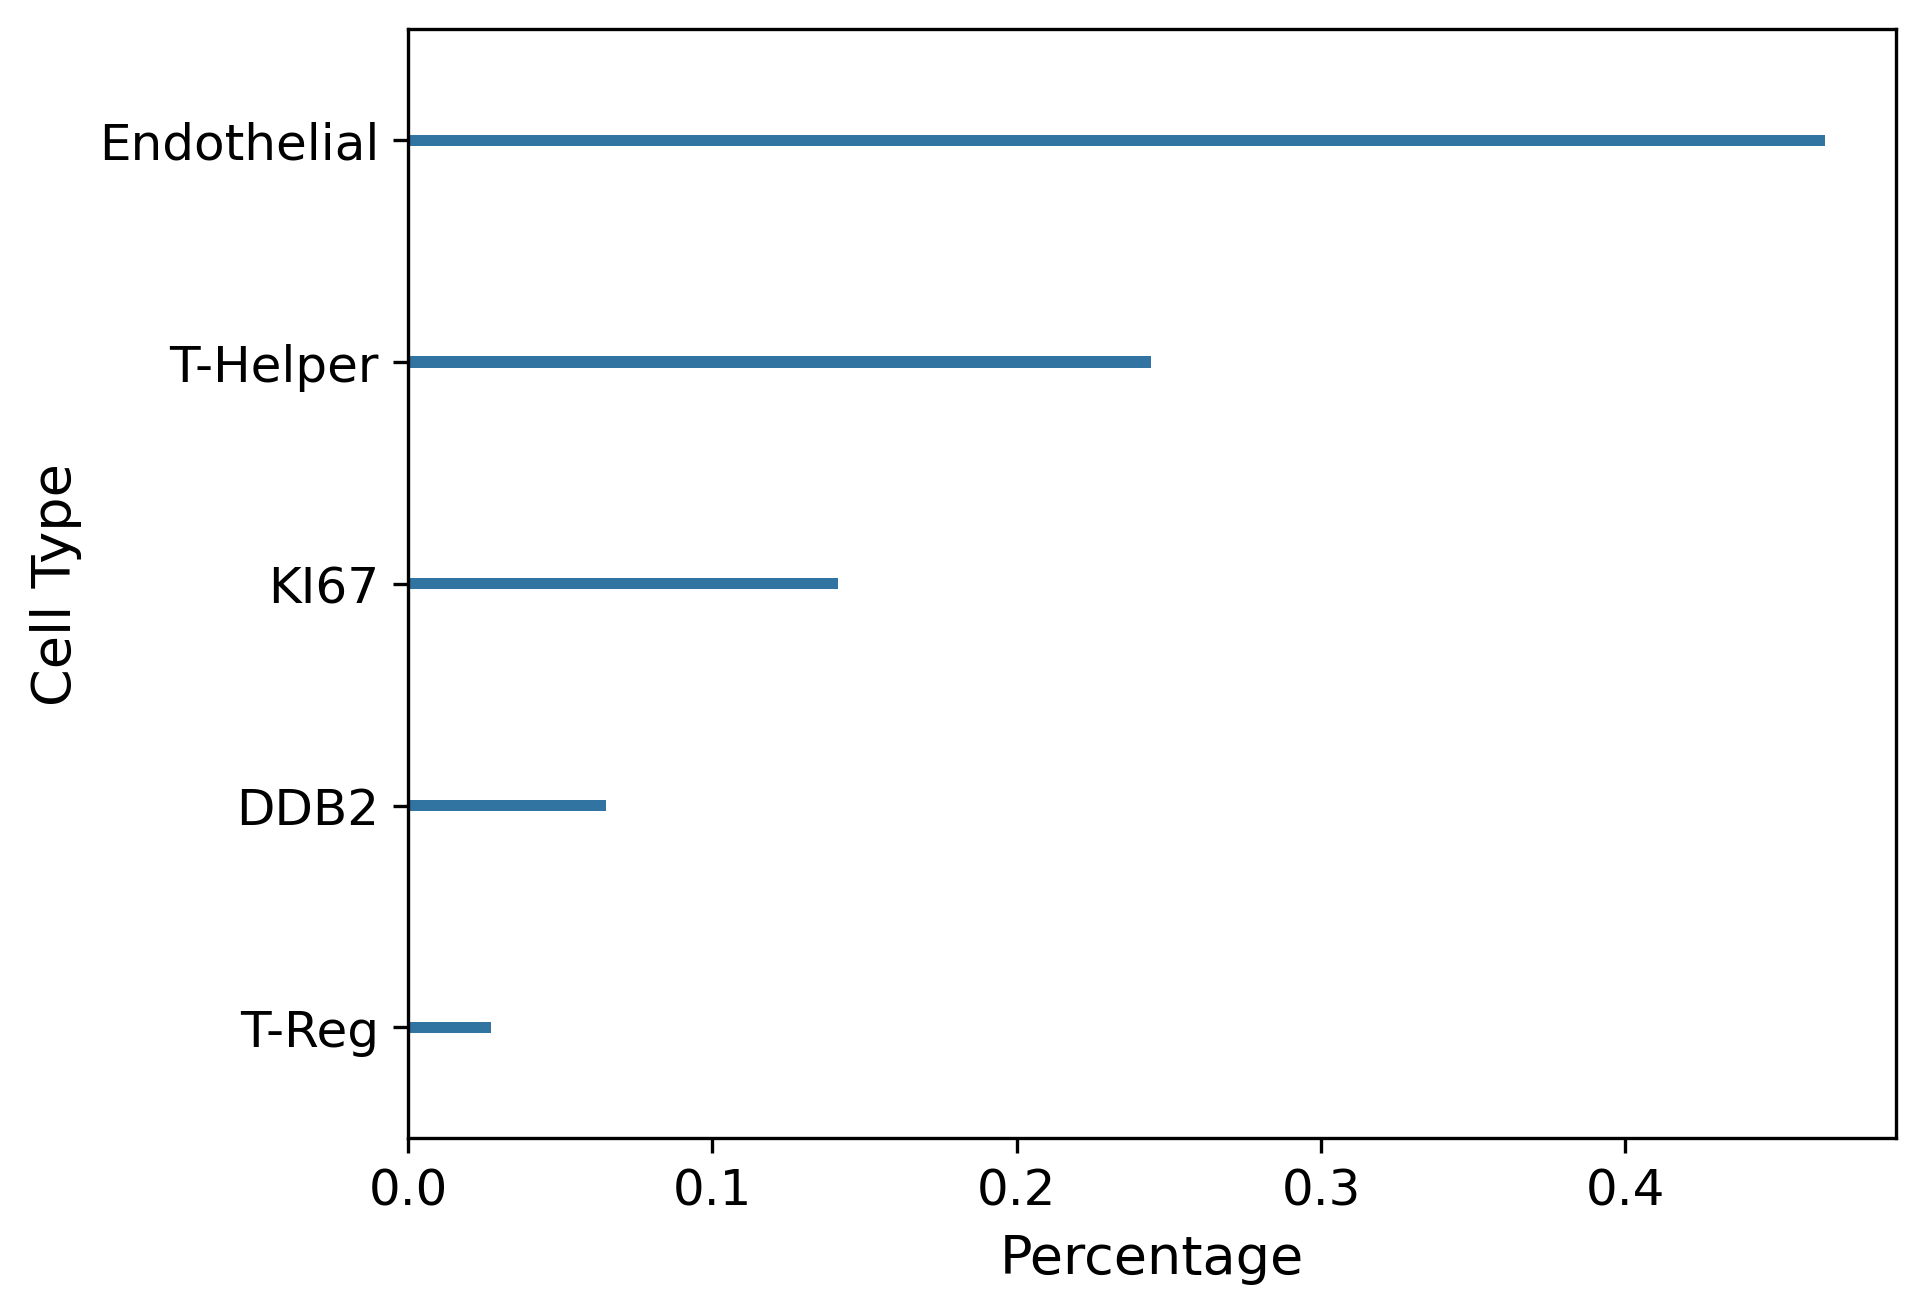 Endothelial
T-Helper
KI67
DDB2
T-Reg
Cell Type
0.0 0.1 0.2 0.3 0.4
Percentage